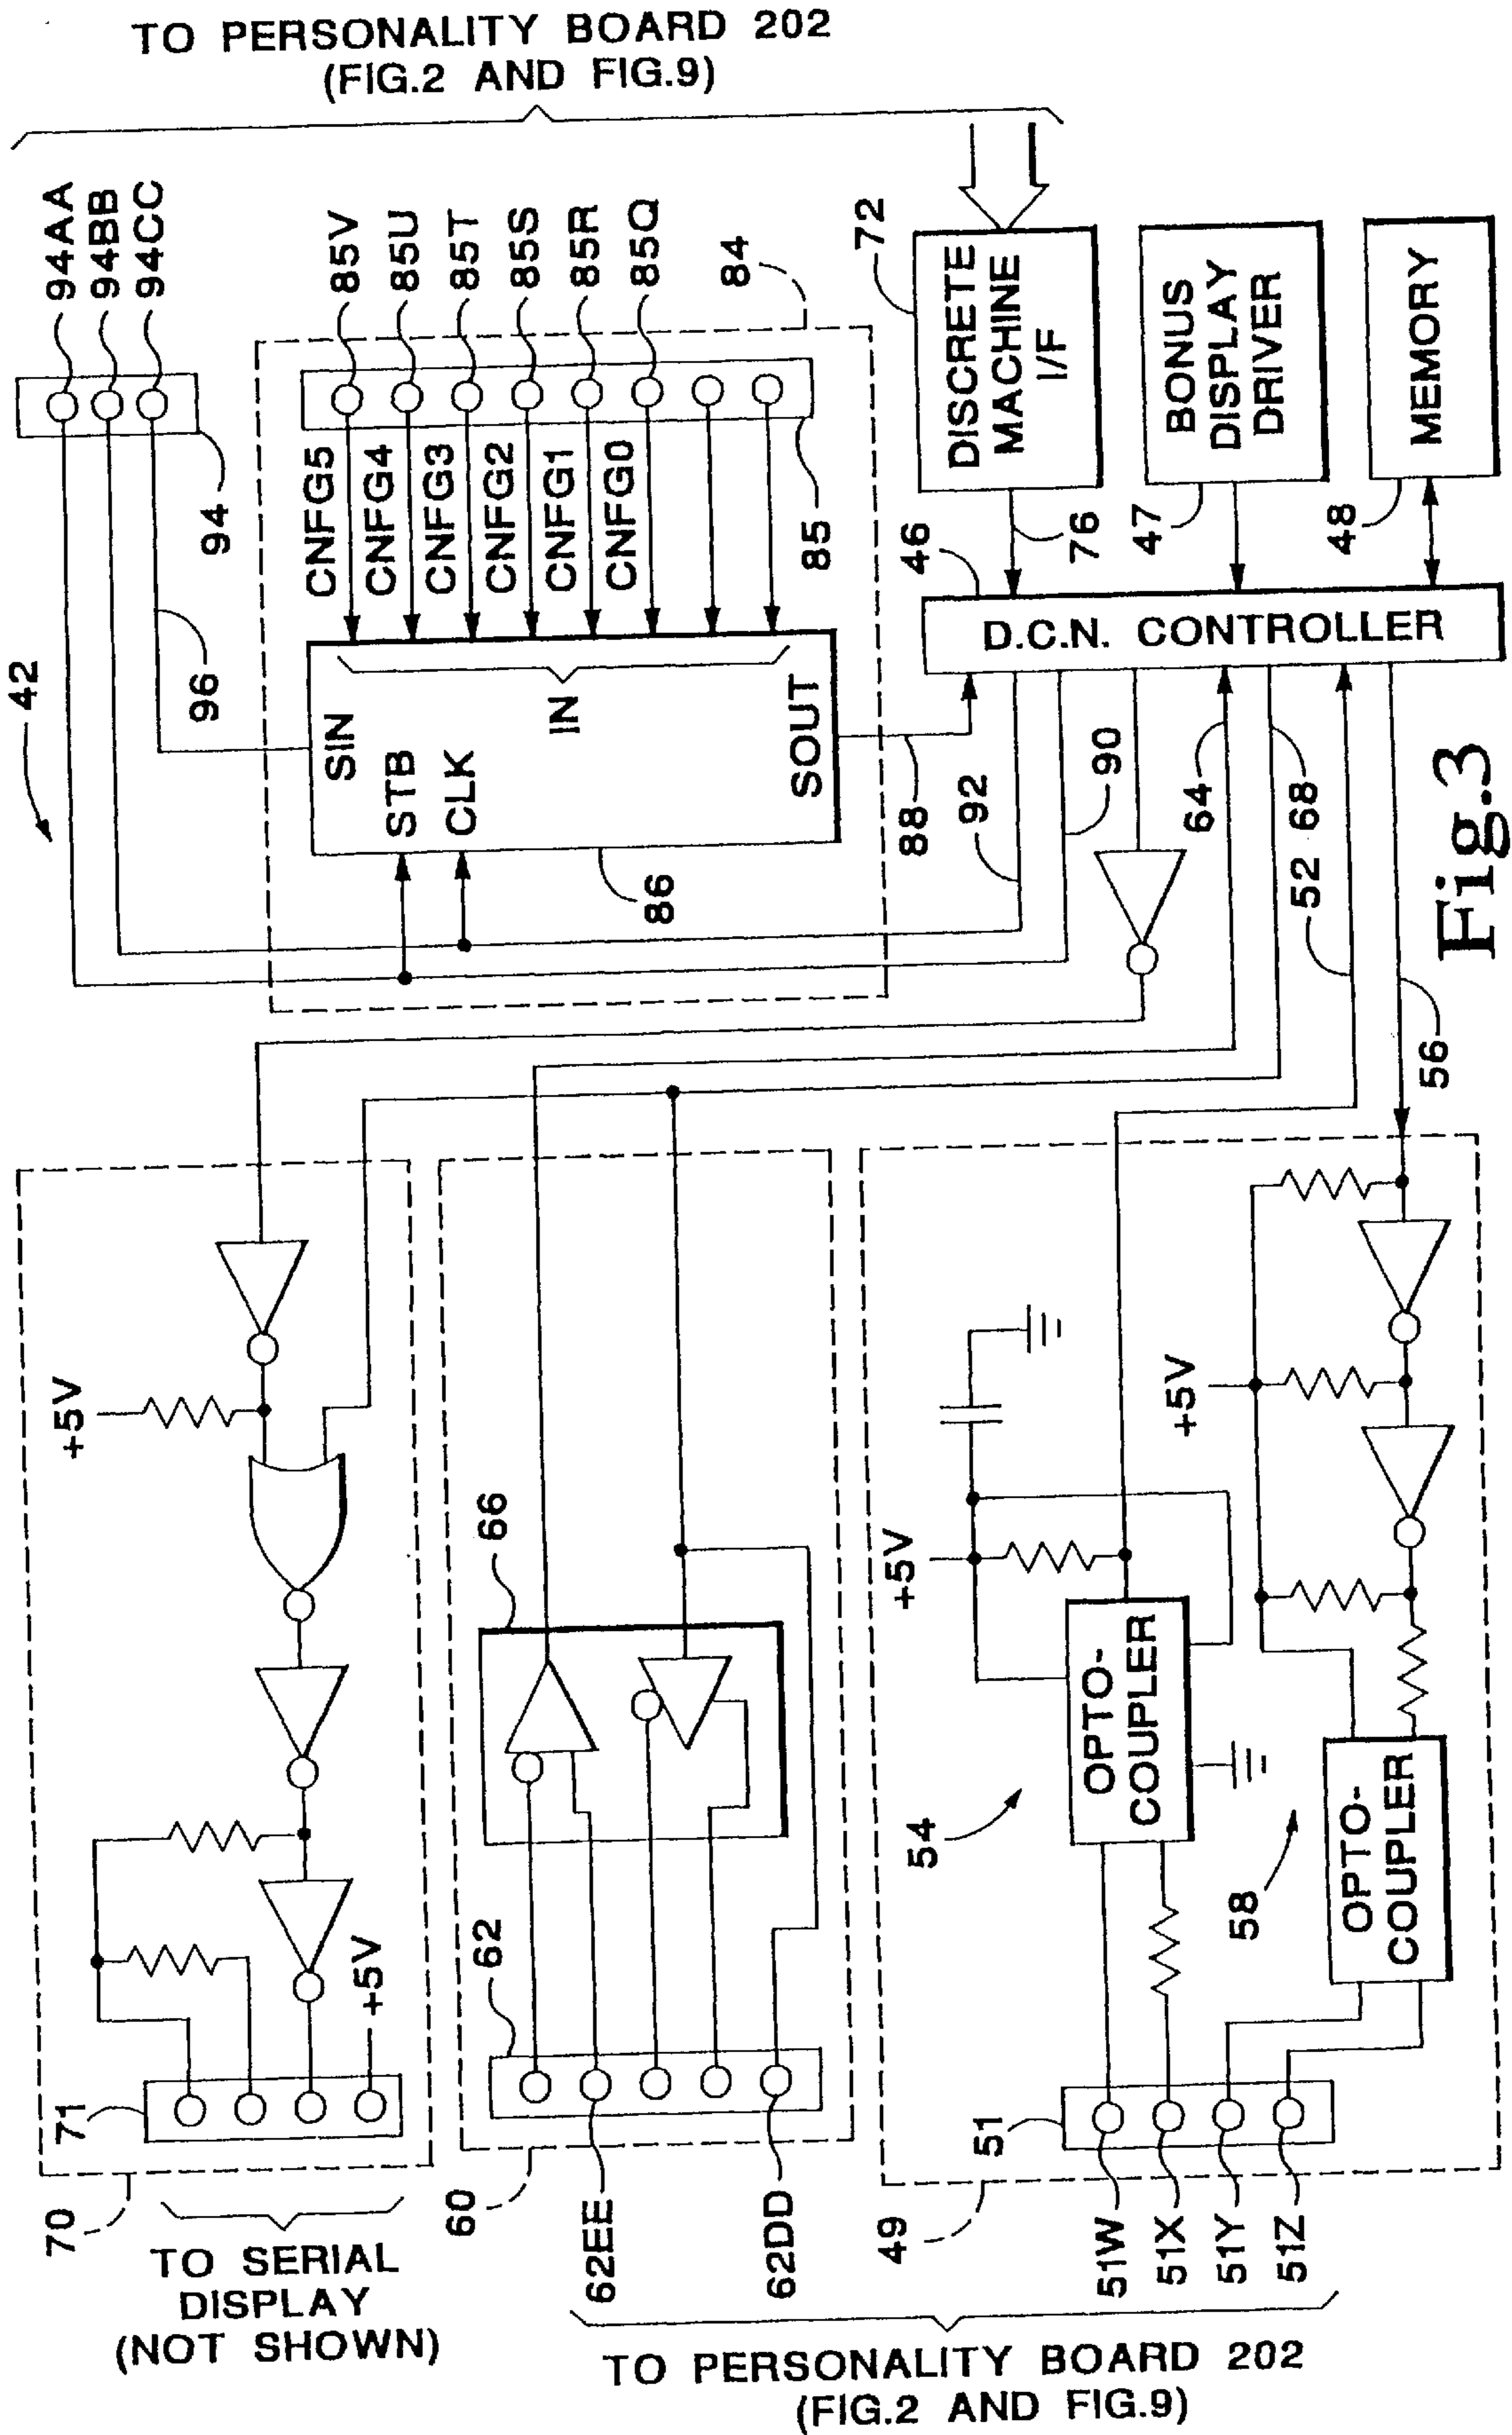 TO PERSONALITY BOARD 202
(FIG.2 AND FIG.9)
94AA
94BB
94CC
42
96
94
85V
85U
85T
85S
85R
85Q
84
CNFG5
CNFG4
CNFG3
CNFG2
CNFG1
CNFG0
85
SIN
STB
CLK
IN
SOUT
86
88
72
DISCRETE
MACHINE
I/F
76
BONUS
DISPLAY
DRIVER
47
MEMORY
48
46
D.C.N. CONTROLLER
92
90
64
68
52
56
Fig.3
+5V
+5V
71
70
TO SERIAL
DISPLAY
(NOT SHOWN)
66
62
60
62EE
62DD
+5V
+5V
OPTO-
COUPLER
54
OPTO-
COUPLER
58
51
49
51W
51X
51Y
51Z
TO PERSONALITY BOARD 202
(FIG.2 AND FIG.9)